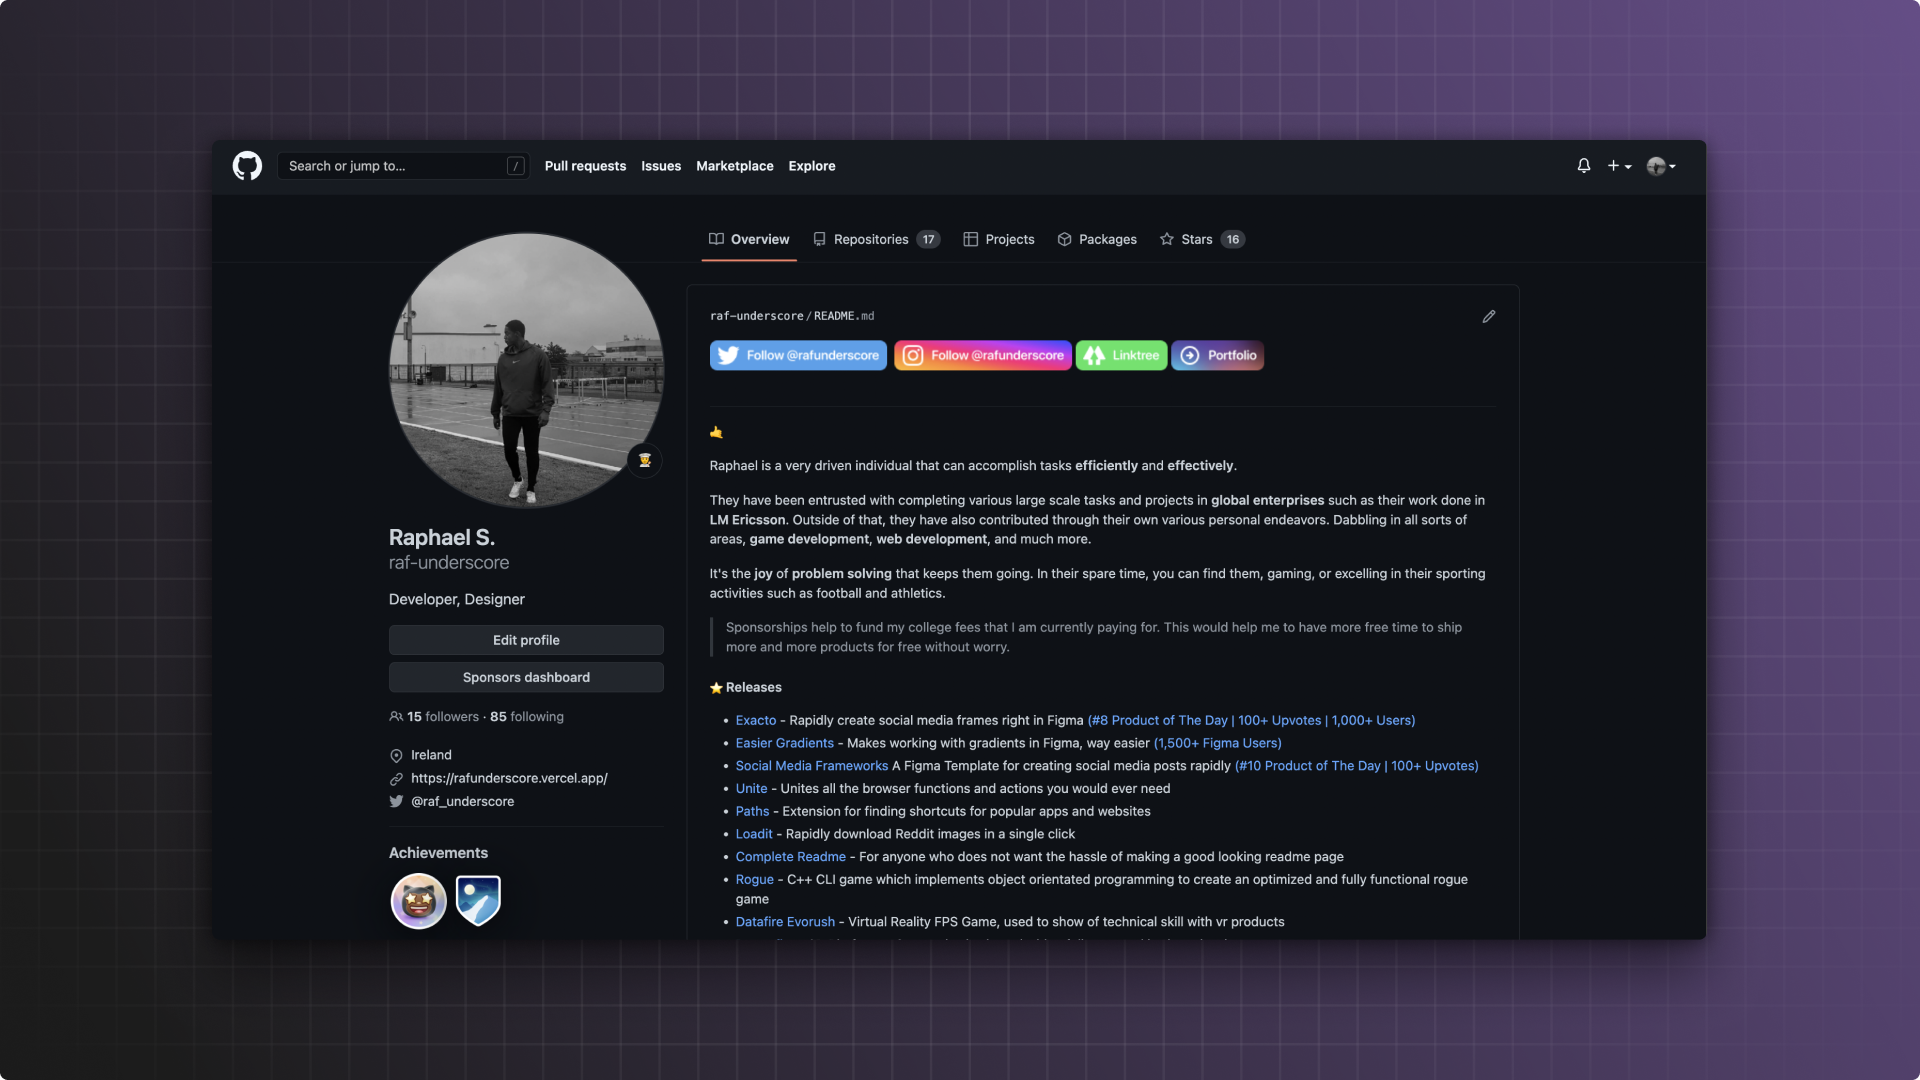 Search or jump to... /
Pull requests Issues Marketplace Explore
Overview Repositories 17 Projects Packages Stars 16
Raphael S.
raf-underscore
Developer, Designer
Edit profile
Sponsors dashboard
15 followers · 85 following
Ireland
https://rafunderscore.vercel.app/
@raf_underscore
Achievements
raf-underscore/README.md
Follow @rafunderscore Follow @rafunderscore Linktree Portfolio
Raphael is a very driven individual that can accomplish tasks efficiently and effectively.
They have been entrusted with completing various large scale tasks and projects in global enterprises such as their work done in
LM Ericsson. Outside of that, they have also contributed through their own various personal endeavors. Dabbling in all sorts of
areas, game development, web development, and much more.
It's the joy of problem solving that keeps them going. In their spare time, you can find them, gaming, or excelling in their sporting
activities such as football and athletics.
Sponsorships help to fund my college fees that I am currently paying for. This would help me to have more free time to ship
more and more products for free without worry.
⭐ Releases
• Exacto - Rapidly create social media frames right in Figma (#8 Product of The Day | 100+ Upvotes | 1,000+ Users)
• Easier Gradients - Makes working with gradients in Figma, way easier (1,500+ Figma Users)
• Social Media Frameworks A Figma Template for creating social media posts rapidly (#10 Product of The Day | 100+ Upvotes)
• Unite - Unites all the browser functions and actions you would ever need
• Paths - Extension for finding shortcuts for popular apps and websites
• Loadit - Rapidly download Reddit images in a single click
• Complete Readme - For anyone who does not want the hassle of making a good looking readme page
• Rogue - C++ CLI game which implements object orientated programming to create an optimized and fully functional rogue
game
• Datafire Evorush - Virtual Reality FPS Game, used to show of technical skill with vr products